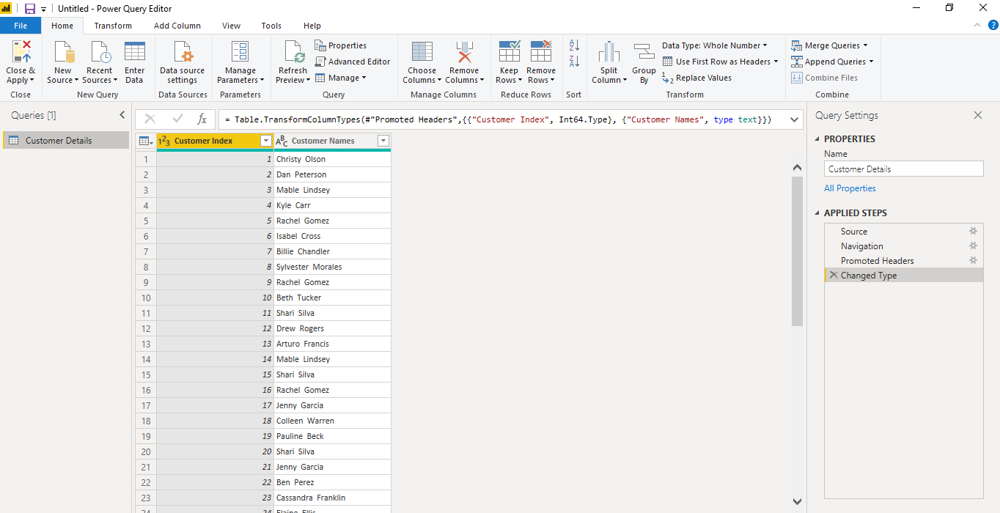 Untitled - Power Query Editor
File Home Transform Add Column View Tools Help
Close & Apply New Source Recent Sources Enter Data Data source settings Manage Parameters Refresh Preview Properties Advanced Editor Manage Choose Columns Remove Columns Keep Rows Remove Rows Split Column Group By Data Type: Whole Number Use First Row as Headers Replace Values Merge Queries Append Queries Combine Files
Close New Query Data Sources Parameters Query Manage Columns Reduce Rows Sort Transform Combine
Queries [1]
Customer Details
fx = Table.TransformColumnTypes(#"Promoted Headers",{{"Customer Index", Int64.Type}, {"Customer Names", type text}})
123 Customer Index ABC Customer Names
1 1 Christy Olson
2 2 Dan Peterson
3 3 Mable Lindsey
4 4 Kyle Carr
5 5 Rachel Gomez
6 6 Isabel Cross
7 7 Billie Chandler
8 8 Sylvester Morales
9 9 Rachel Gomez
10 10 Beth Tucker
11 11 Shari Silva
12 12 Drew Rogers
13 13 Arturo Francis
14 14 Mable Lindsey
15 15 Shari Silva
16 16 Rachel Gomez
17 17 Jenny Garcia
18 18 Colleen Warren
19 19 Pauline Beck
20 20 Shari Silva
21 21 Jenny Garcia
22 22 Ben Perez
23 23 Cassandra Franklin
24 24 Elaine Ellis
Query Settings
PROPERTIES
Name
Customer Details
All Properties
APPLIED STEPS
Source
Navigation
Promoted Headers
Changed Type